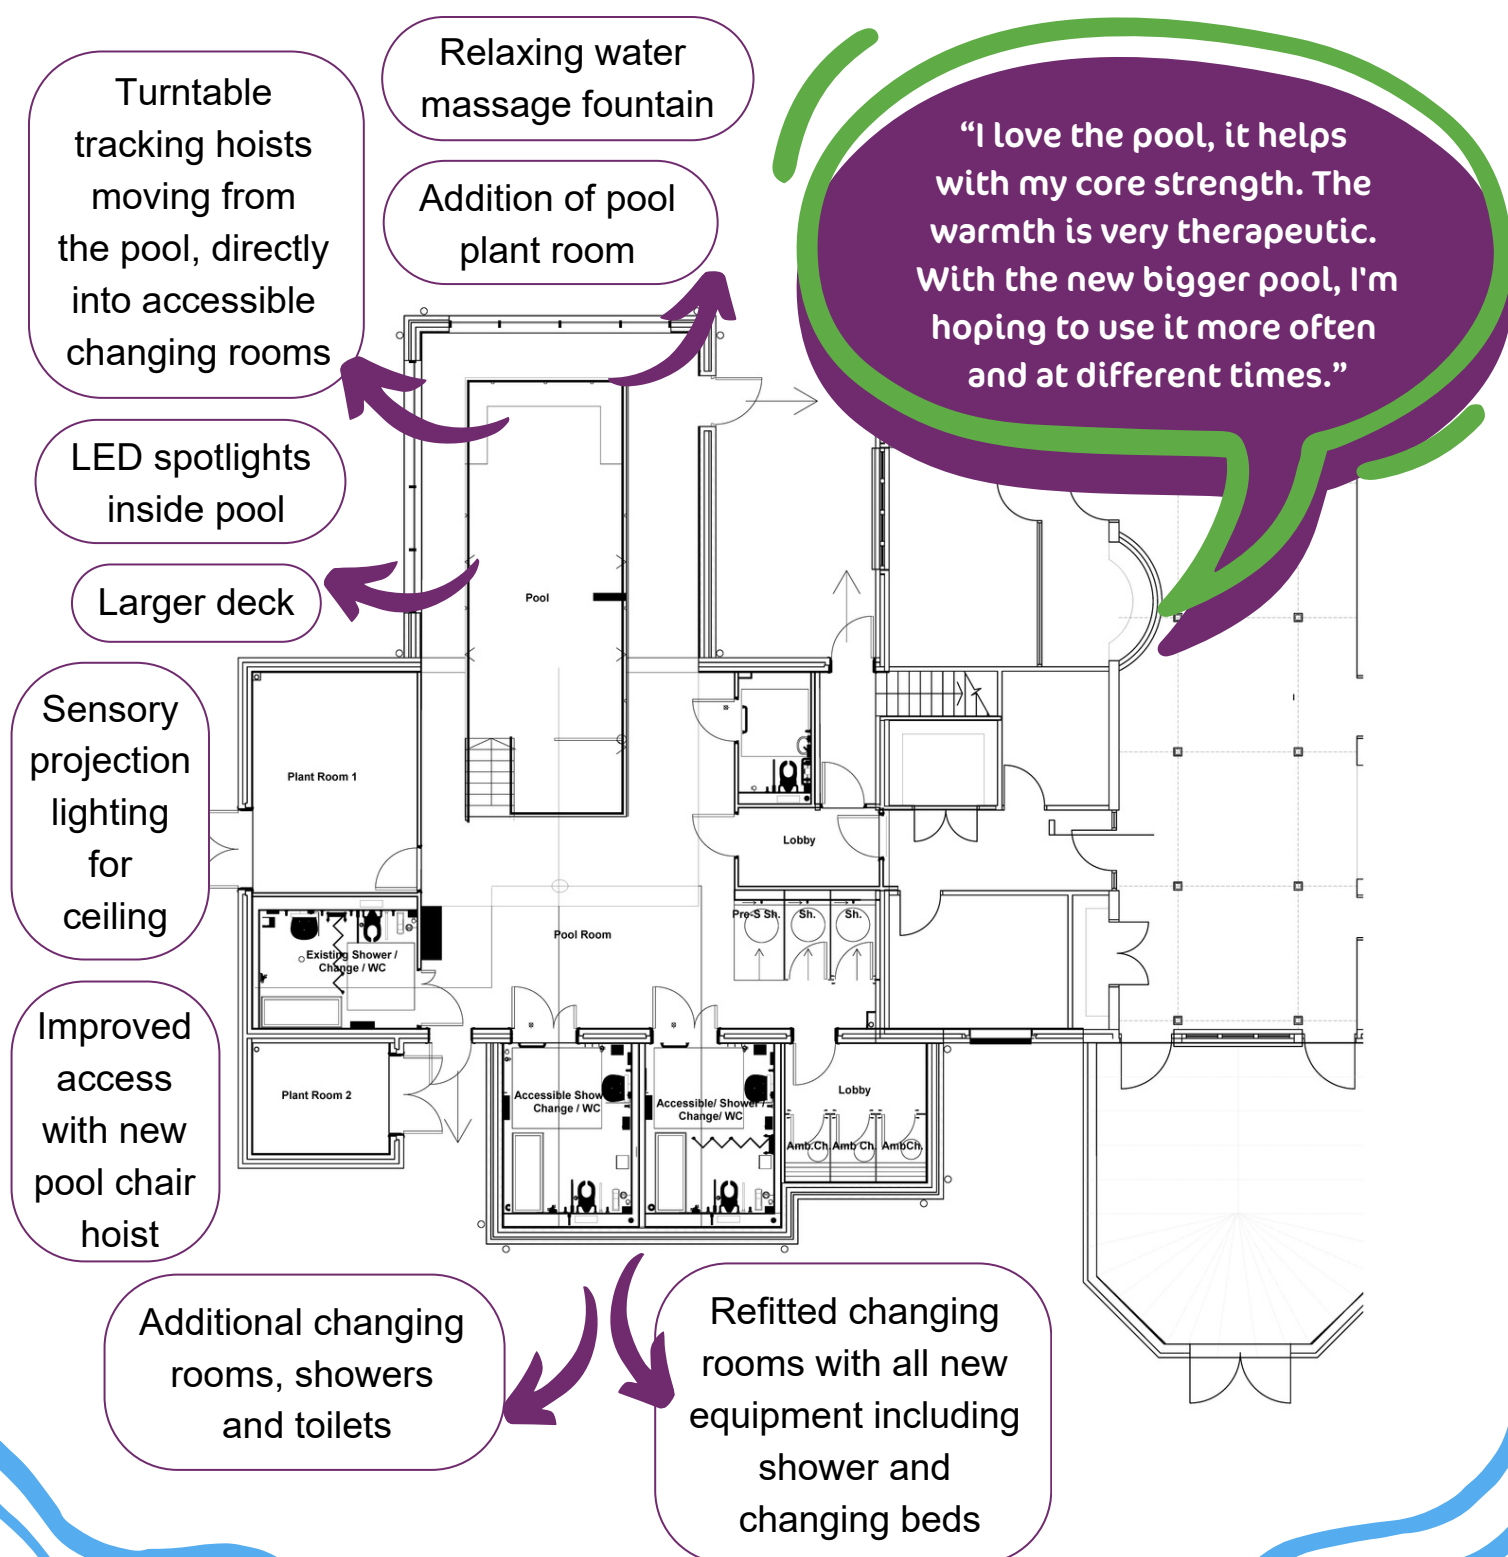 Relaxing water
massage fountain
Turntable
tracking hoists
moving from
the pool, directly
into accessible
changing rooms
Addition of pool
plant room
“I love the pool, it helps
with my core strength. The
warmth is very therapeutic.
With the new bigger pool, I'm
hoping to use it more often
and at different times.”
LED spotlights
inside pool
Larger deck
Pool
Sensory
projection
lighting
for
ceiling
Plant Room 1
Lobby
Pre-S Sh.
Sh.
Sh.
Pool Room
Existing Shower /
Change / WC
Improved
access
with new
pool chair
hoist
Plant Room 2
Accessible Show
Change / WC
Accessible/ Shower /
Change/ WC
Lobby
Amb.Ch.
Amb Ch.
AmbCh.
Additional changing
rooms, showers
and toilets
Refitted changing
rooms with all new
equipment including
shower and
changing beds